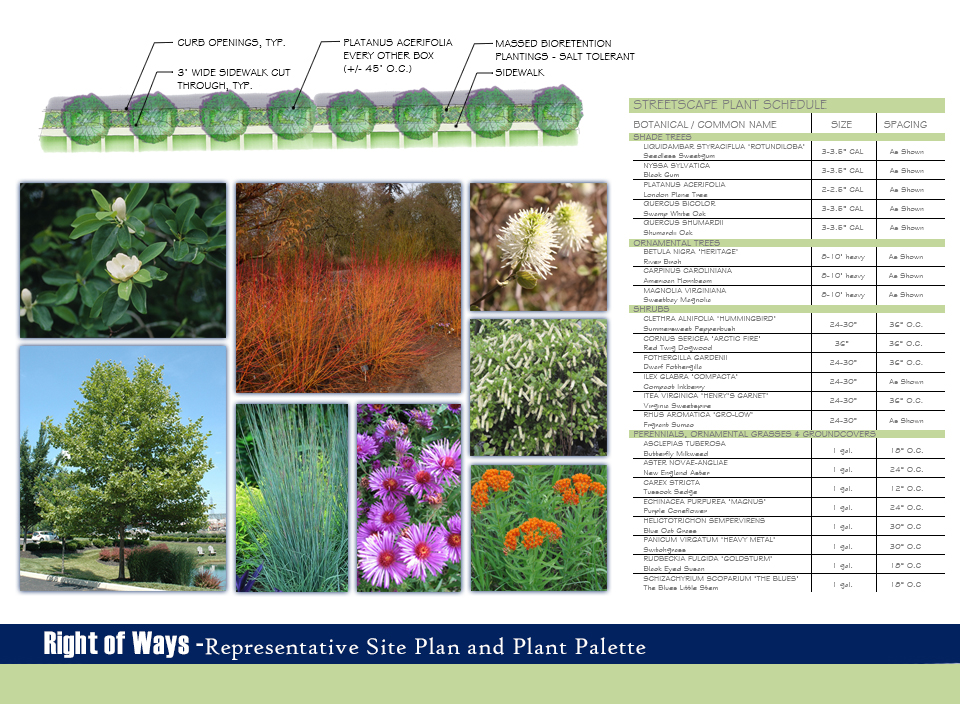 CURB OPENINGS, TYP.
3' WIDE SIDEWALK CUT
THROUGH, TYP.
PLATANUS ACERIFOLIA
EVERY OTHER BOX
(+/- 45' O.C.)
MASSED BIORETENTION
PLANTINGS - SALT TOLERANT
SIDEWALK
STREETSCAPE PLANT SCHEDULE
BOTANICAL / COMMON NAME SIZE SPACING
SHADE TREES
LIQUIDAMBAR STYRACIFLUA 'ROTUNDILOBA'
Seedless Sweetgum 3-3.5" CAL As Shown
NYSSA SYLVATICA
Black Gum 3-3.5" CAL As Shown
PLATANUS ACERIFOLIA
London Plane Tree 2-2.5" CAL As Shown
QUERCUS BICOLOR
Swamp White Oak 3-3.5" CAL As Shown
QUERCUS SHUMARDII
Shumardii Oak 3-3.5" CAL As Shown
ORNAMENTAL TREES
BETULA NIGRA 'HERITAGE'
River Birch 8-10' heavy As Shown
CARPINUS CAROLINIANA
American Hornbeam 8-10' heavy As Shown
MAGNOLIA VIRGINIANA
Sweetbay Magnolia 8-10' heavy As Shown
SHRUBS
CLETHRA ALNIFOLIA 'HUMMINGBIRD'
Summersweet Pepperbush 24-30" 36" O.C.
CORNUS SERICEA 'ARCTIC FIRE'
Red Twig Dogwood 36" 36" O.C.
FOTHERGILLA GARDENII
Dwarf Fothergilla 24-30" 36" O.C.
ILEX GLABRA 'COMPACTA'
Compact Inkberry 24-30" As Shown
ITEA VIRGINICA 'HENRY'S GARNET'
Virginia Sweetspire 24-30" 36" O.C.
RHUS AROMATICA 'GRO-LOW'
Frgrant Sumac 24-30" As Shown
PERENNIALS, ORNAMENTAL GRASSES & GROUNDCOVERS
ASCLEPIAS TUBEROSA
Butterfly Milkweed 1 gal. 18" O.C.
ASTER NOVAE-ANGLIAE
New England Aster 1 gal. 24" O.C.
CAREX STRICTA
Tussock Sedge 1 gal. 12" O.C.
ECHINACEA PURPUREA 'MAGNUS'
Purple Coneflower 1 gal. 24" O.C.
HELICTOTRICHON SEMPERVIRENS
Blue Oat Grass 1 gal. 30" O.C
PANICUM VIRGATUM 'HEAVY METAL'
Switchgrass 1 gal. 30" O.C
RUDBECKIA FULGIDA 'GOLDSTURM'
Black Eyed Susan 1 gal. 18" O.C
SCHIZACHYRIUM SCOPARIUM 'THE BLUES'
The Blues Little Stem 1 gal. 18" O.C
Right of Ways -Representative Site Plan and Plant Palette